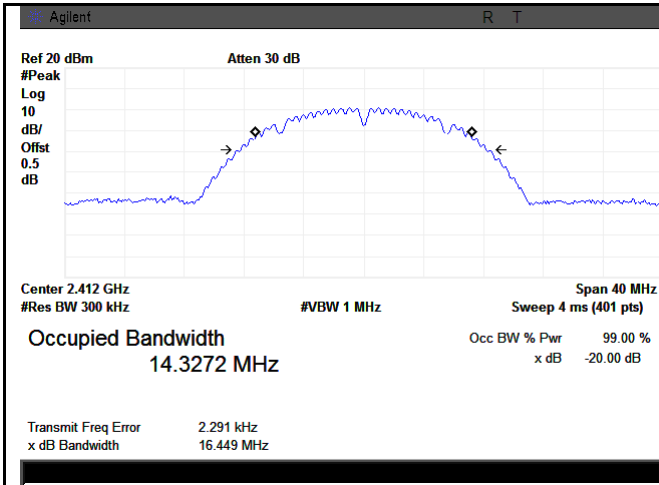 Agilent R T
Ref 20 dBm Atten 30 dB
#Peak
Log
10
dB/
Offst
0.5
dB
Center 2.412 GHz Span 40 MHz
#Res BW 300 kHz #VBW 1 MHz Sweep 4 ms (401 pts)
Occupied Bandwidth Occ BW % Pwr 99.00 %
14.3272 MHz x dB -20.00 dB
Transmit Freq Error 2.291 kHz
x dB Bandwidth 16.449 MHz